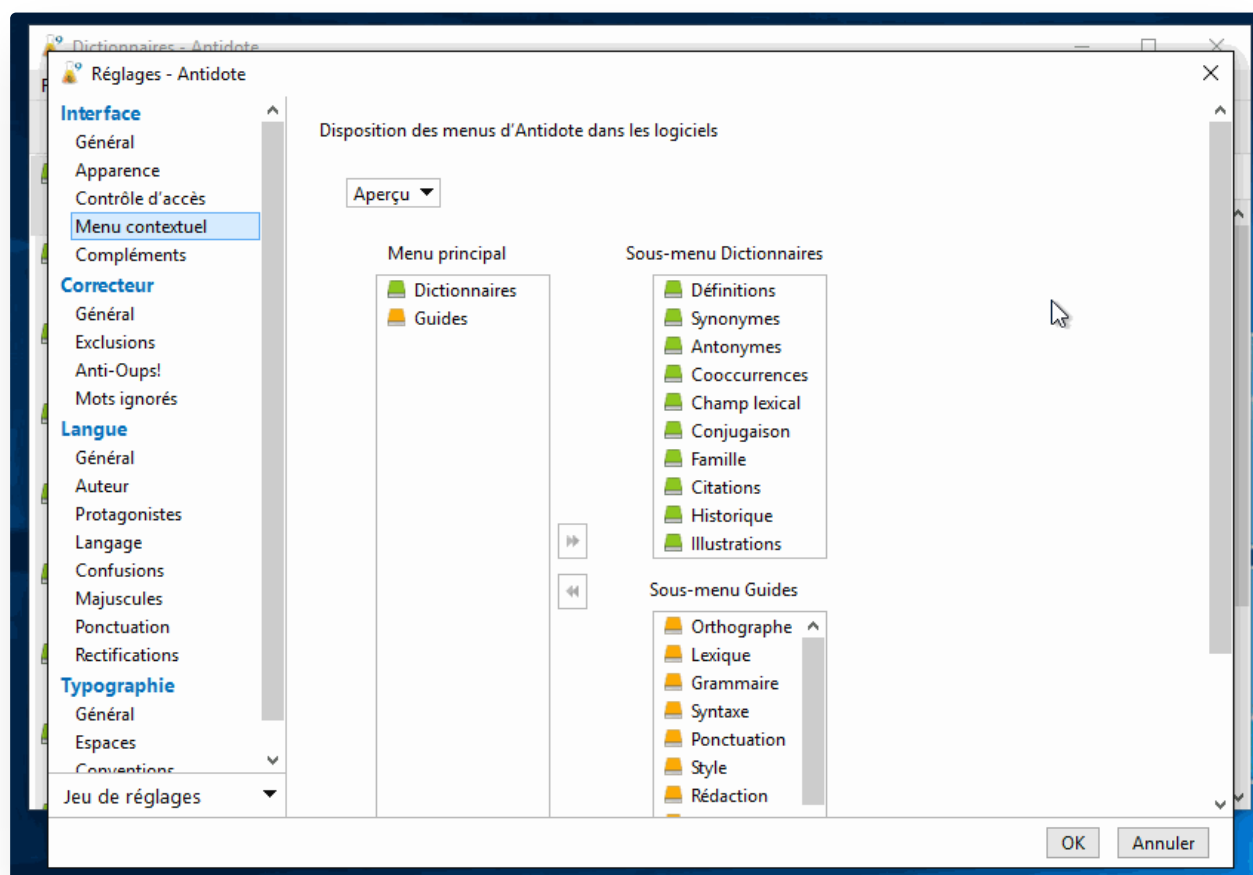 Dictionnaires - Antidote
Réglages - Antidote
Interface
Général
Apparence
Contrôle d'accès
Menu contextuel
Compléments
Correcteur
Général
Exclusions
Anti-Oups!
Mots ignorés
Langue
Général
Auteur
Protagonistes
Langage
Confusions
Majuscules
Ponctuation
Rectifications
Typographie
Général
Espaces
Conventions
Jeu de réglages
Disposition des menus d'Antidote dans les logiciels
Aperçu
Menu principal
Dictionnaires
Guides
Sous-menu Dictionnaires
Définitions
Synonymes
Antonymes
Cooccurrences
Champ lexical
Conjugaison
Famille
Citations
Historique
Illustrations
Sous-menu Guides
Orthographe
Lexique
Grammaire
Syntaxe
Ponctuation
Style
Rédaction
OK
Annuler